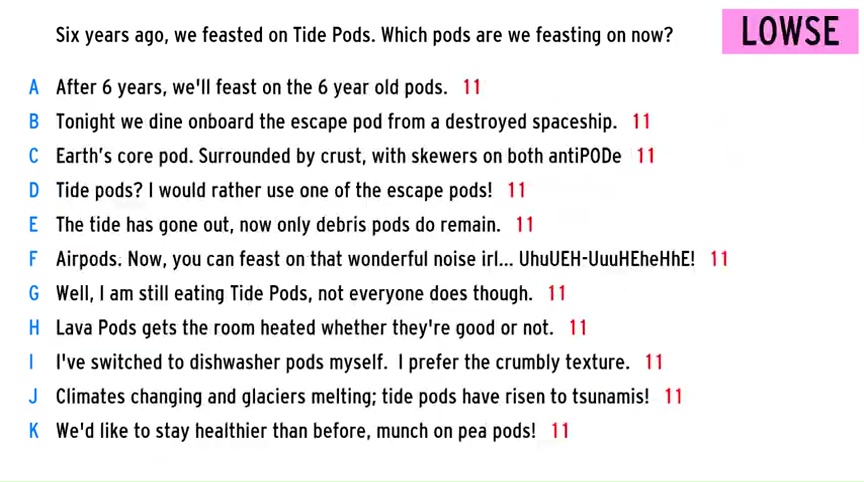 Six years ago, we feasted on Tide Pods. Which pods are we feasting on now?
LOWSE
A After 6 years, we'll feast on the 6 year old pods. 11
B Tonight we dine onboard the escape pod from a destroyed spaceship. 11
C Earth's core pod. Surrounded by crust, with skewers on both antiPODe 11
D Tide pods? I would rather use one of the escape pods! 11
E The tide has gone out, now only debris pods do remain. 11
F Airpods. Now, you can feast on that wonderful noise irl... UhuUEH-UuuHEheHhE! 11
G Well, I am still eating Tide Pods, not everyone does though. 11
H Lava Pods gets the room heated whether they're good or not. 11
I I've switched to dishwasher pods myself. I prefer the crumbly texture. 11
J Climates changing and glaciers melting; tide pods have risen to tsunamis! 11
K We'd like to stay healthier than before, munch on pea pods! 11